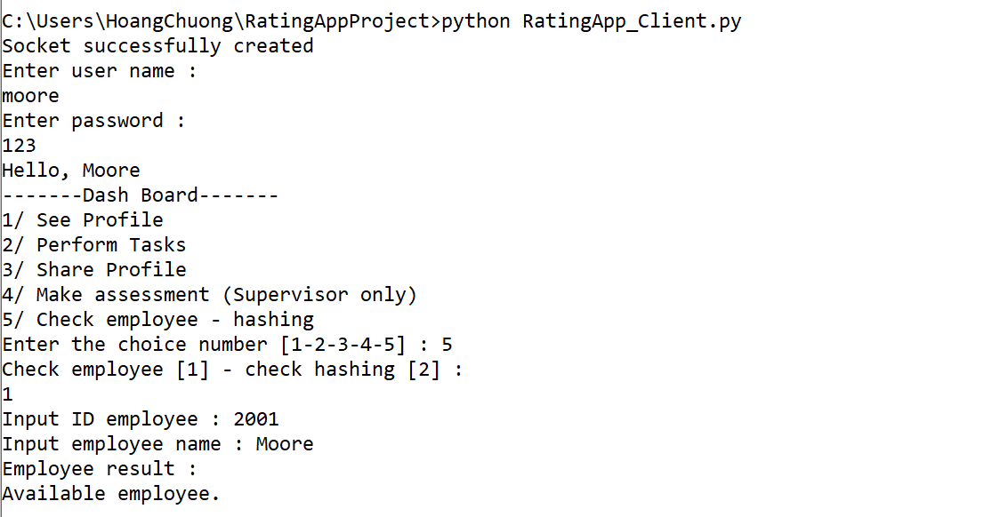 C:\Users\HoangChuong\RatingAppProject>python RatingApp_Client.py
Socket successfully created
Enter user name :
moore
Enter password :
123
Hello, Moore
-------Dash Board-------
1/ See Profile
2/ Perform Tasks
3/ Share Profile
4/ Make assessment (Supervisor only)
5/ Check employee - hashing
Enter the choice number [1-2-3-4-5] : 5
Check employee [1] - check hashing [2] :
1
Input ID employee : 2001
Input employee name : Moore
Employee result :
Available employee.